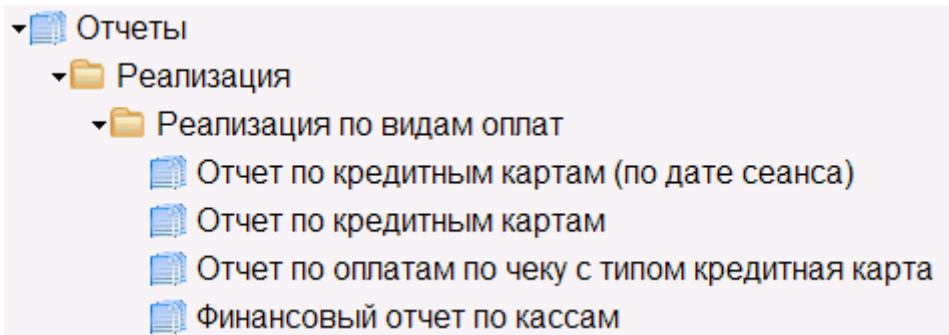 Отчеты
Реализация
Реализация по видам оплат
Отчет по кредитным картам (по дате сеанса)
Отчет по кредитным картам
Отчет по оплатам по чеку с типом кредитная карта
Финансовый отчет по кассам